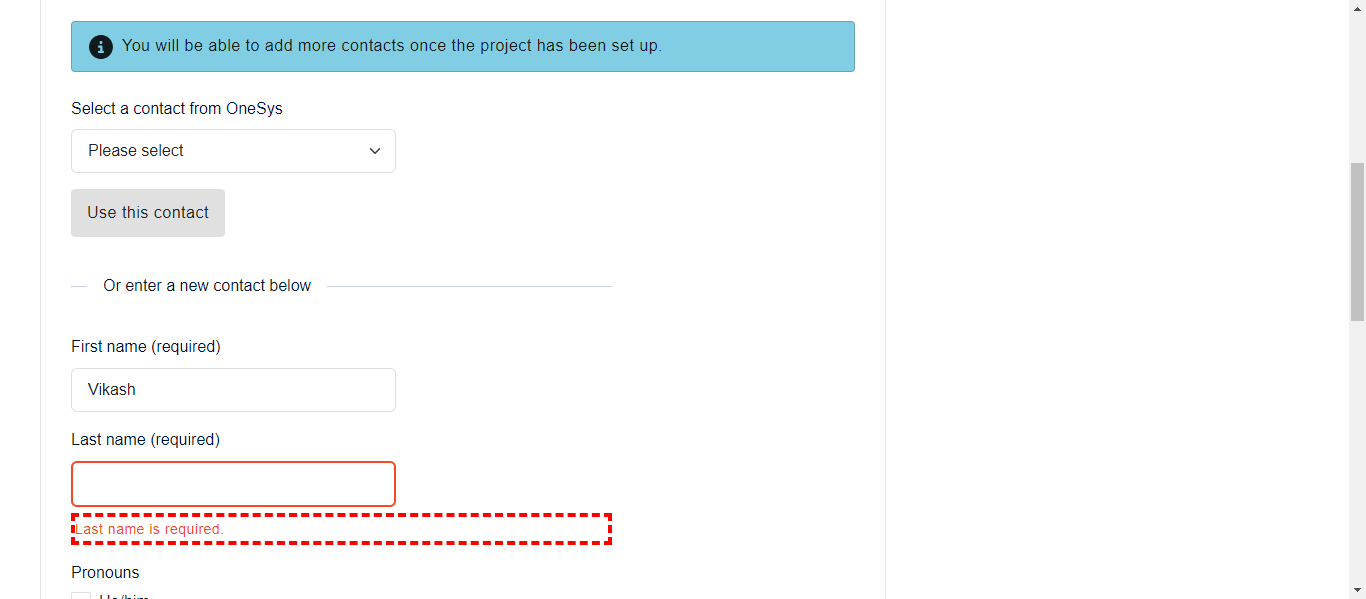 You will be able to add more contacts once the project has been set up.
Select a contact from OneSys
Please select
Use this contact
Or enter a new contact below
First name (required)
Vikash
Last name (required)
Last name is required.
Pronouns
He/him